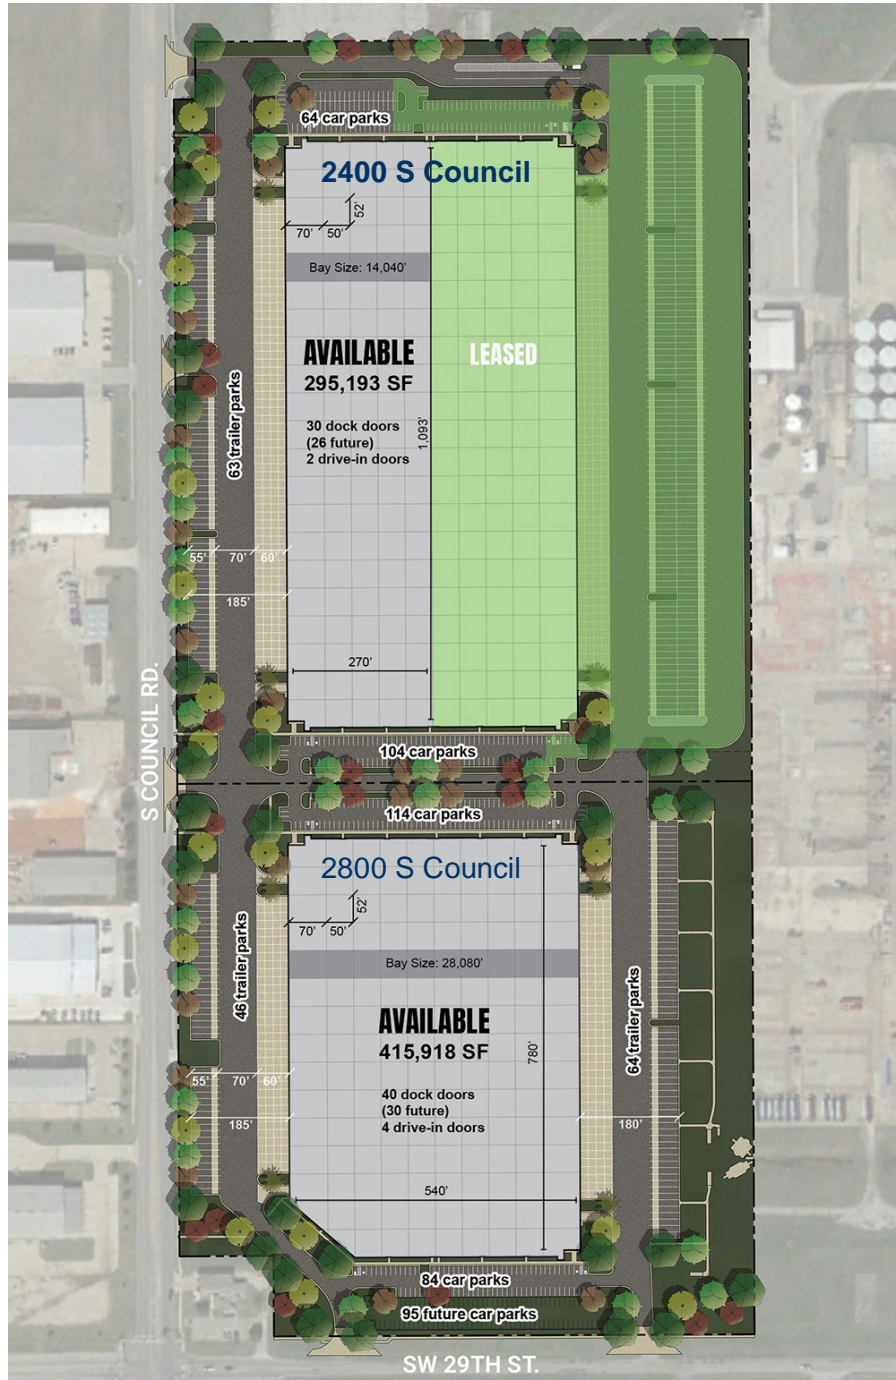 64 car parks
2400 S Council
52'
70' 50'
Bay Size: 14,040'
AVAILABLE
295,193 SF
LEASED
30 dock doors
(26 future)
2 drive-in doors
1,093'
63 trailer parks
55' 70' 60'
185'
270'
S COUNCIL RD.
104 car parks
114 car parks
2800 S Council
52'
70' 50'
Bay Size: 28,080'
AVAILABLE
415,918 SF
780'
40 dock doors
(30 future)
4 drive-in doors
46 trailer parks
64 trailer parks
55' 70' 60'
185'
180'
540'
84 car parks
95 future car parks
SW 29TH ST.